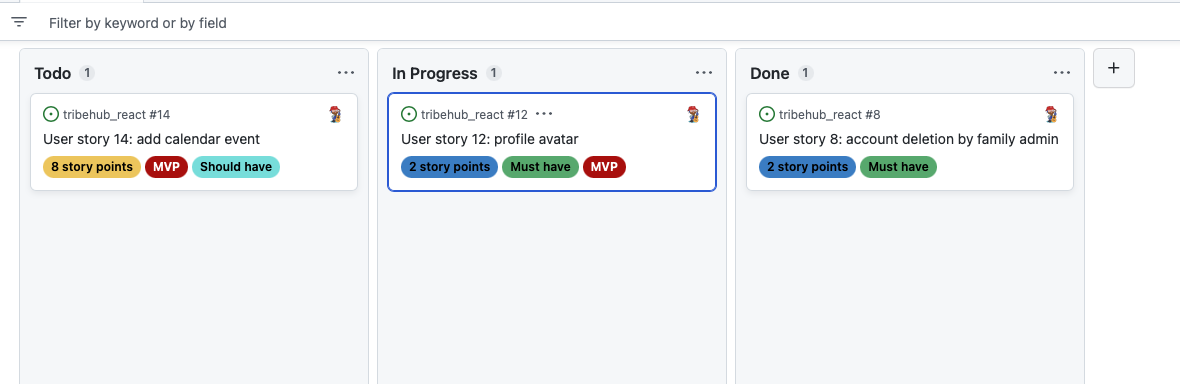 Filter by keyword or by field
Todo 1
tribehub_react #14
User story 14: add calendar event
8 story points MVP Should have
In Progress 1
tribehub_react #12
User story 12: profile avatar
2 story points Must have MVP
Done 1
tribehub_react #8
User story 8: account deletion by family admin
2 story points Must have